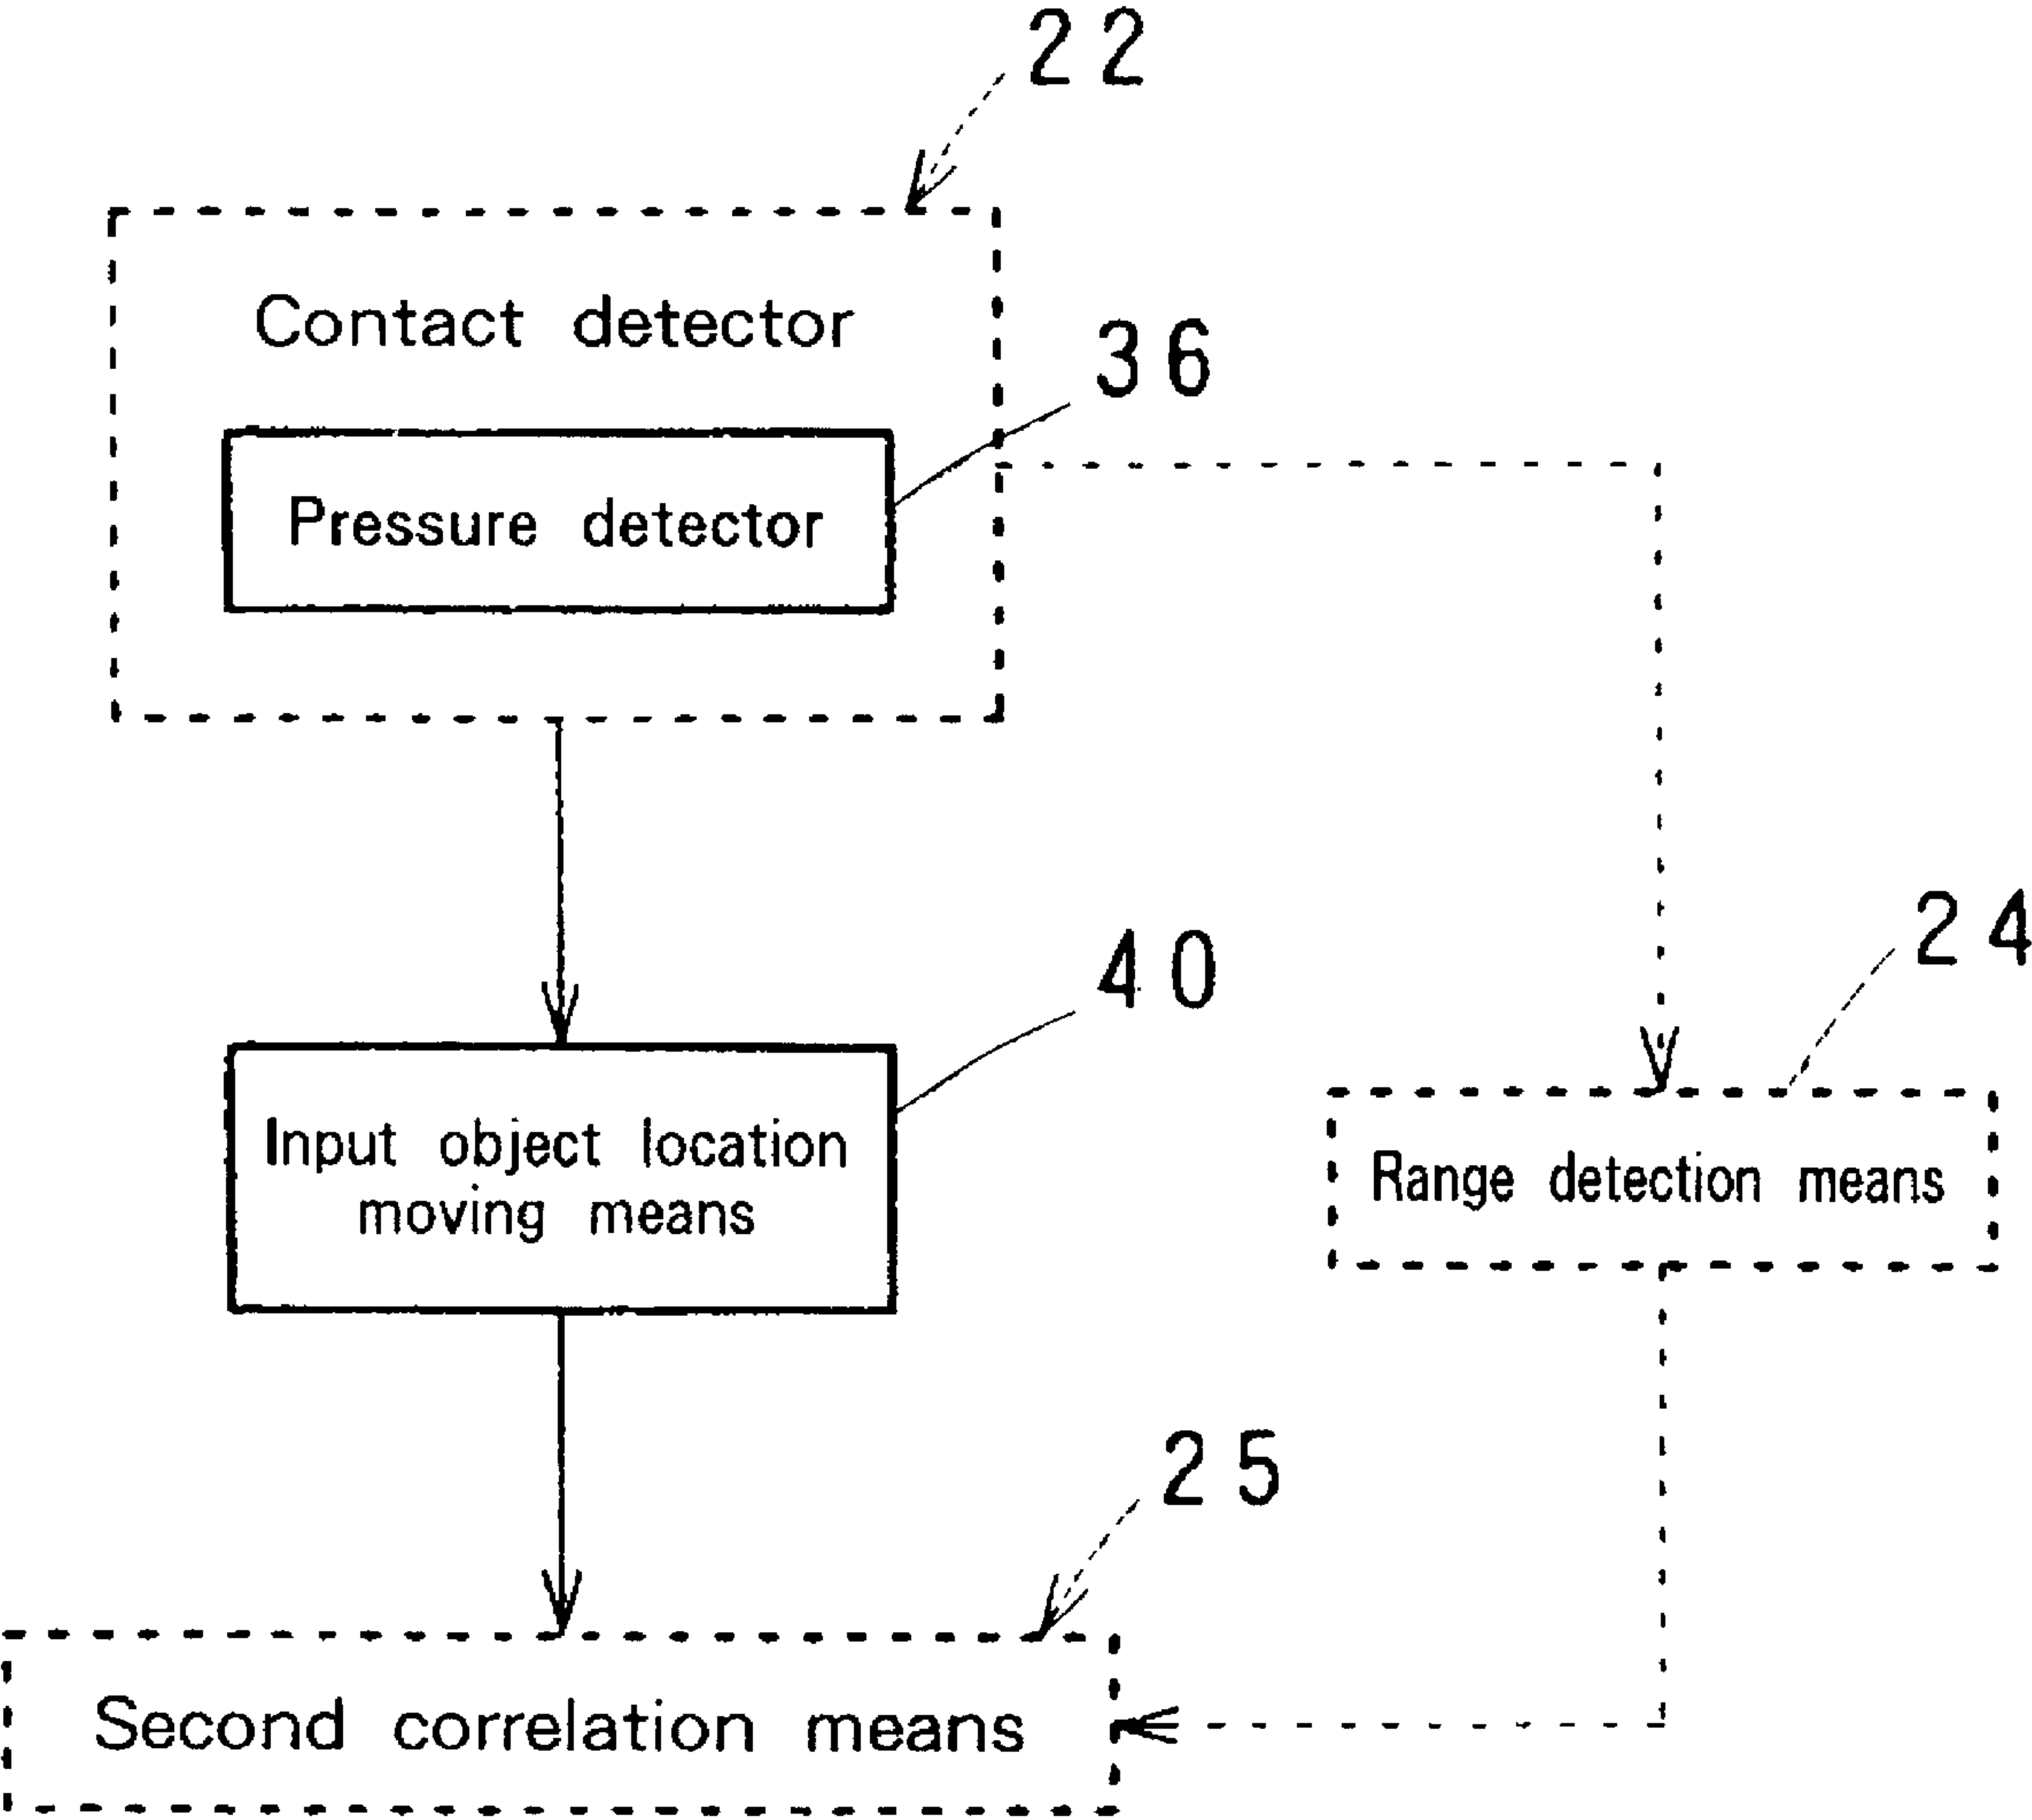 22
Contact detector
36
Pressure detector
40
24
Input object location
moving means
Range detection means
25
Second correlation means